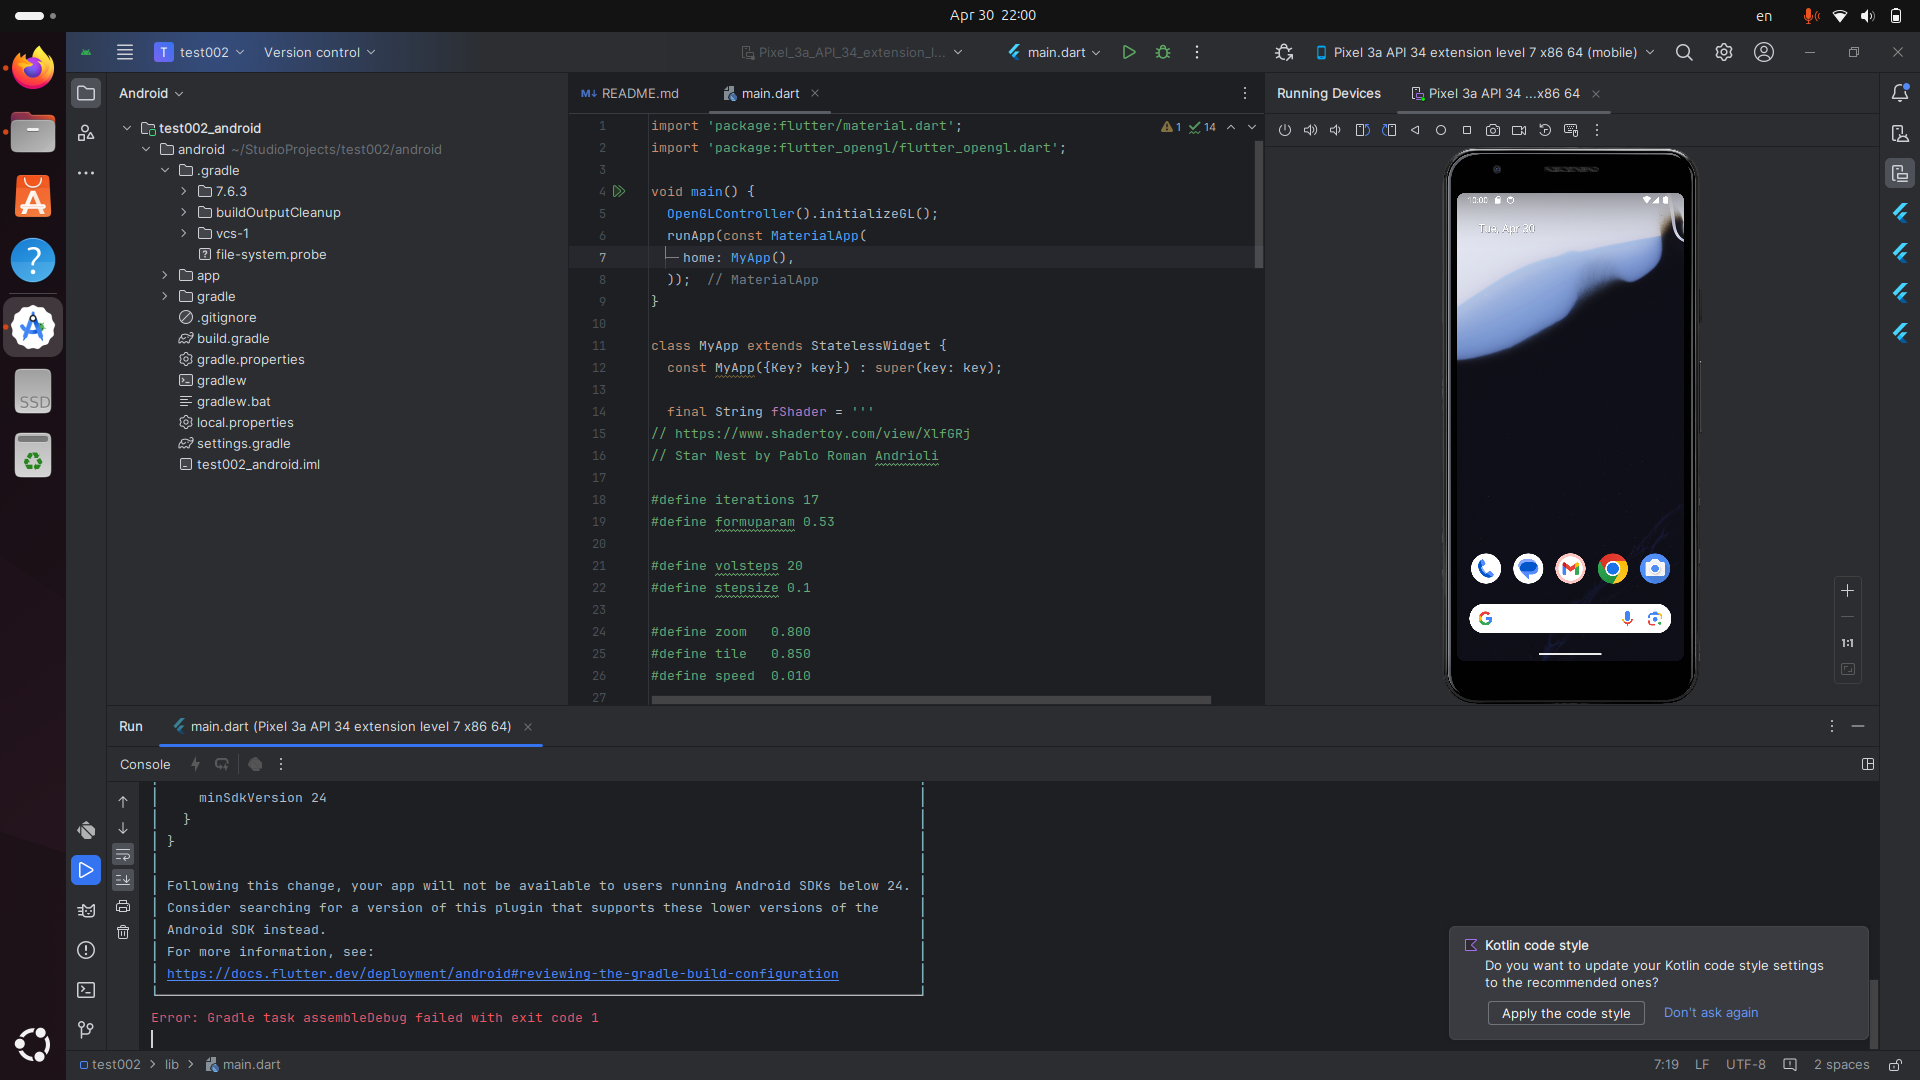 Apr 30 22:00
en
T test002
Version control
Pixel_3a_API_34_extension_l...
main.dart
Pixel 3a API 34 extension level 7 x86 64 (mobile)
Android
README.md
main.dart
Running Devices
Pixel 3a API 34 ...x86 64
test002_android
android ~/StudioProjects/test002/android
.gradle
7.6.3
buildOutputCleanup
vcs-1
file-system.probe
app
gradle
.gitignore
build.gradle
gradle.properties
gradlew
gradlew.bat
local.properties
settings.gradle
test002_android.iml
SSD
1 14
1 import 'package:flutter/material.dart';
2 import 'package:flutter_opengl/flutter_opengl.dart';
3
4 void main() {
5 OpenGLController().initializeGL();
6 runApp(const MaterialApp(
7 home: MyApp(),
8 )); // MaterialApp
9 }
10
11 class MyApp extends StatelessWidget {
12 const MyApp({Key? key}) : super(key: key);
13
14 final String fShader = '''
15 // https://www.shadertoy.com/view/XlfGRj
16 // Star Nest by Pablo Roman Andrioli
17
18 #define iterations 17
19 #define formuparam 0.53
20
21 #define volsteps 20
22 #define stepsize 0.1
23
24 #define zoom 0.800
25 #define tile 0.850
26 #define speed 0.010
27
10:00
Tue, Apr 30
1:1
Run
main.dart (Pixel 3a API 34 extension level 7 x86 64)
Console
minSdkVersion 24
}
}
Following this change, your app will not be available to users running Android SDKs below 24.
Consider searching for a version of this plugin that supports these lower versions of the
Android SDK instead.
For more information, see:
https://docs.flutter.dev/deployment/android#reviewing-the-gradle-build-configuration
Error: Gradle task assembleDebug failed with exit code 1
Kotlin code style
Do you want to update your Kotlin code style settings
to the recommended ones?
Apply the code style
Don't ask again
test002 > lib > main.dart
7:19 LF UTF-8 2 spaces